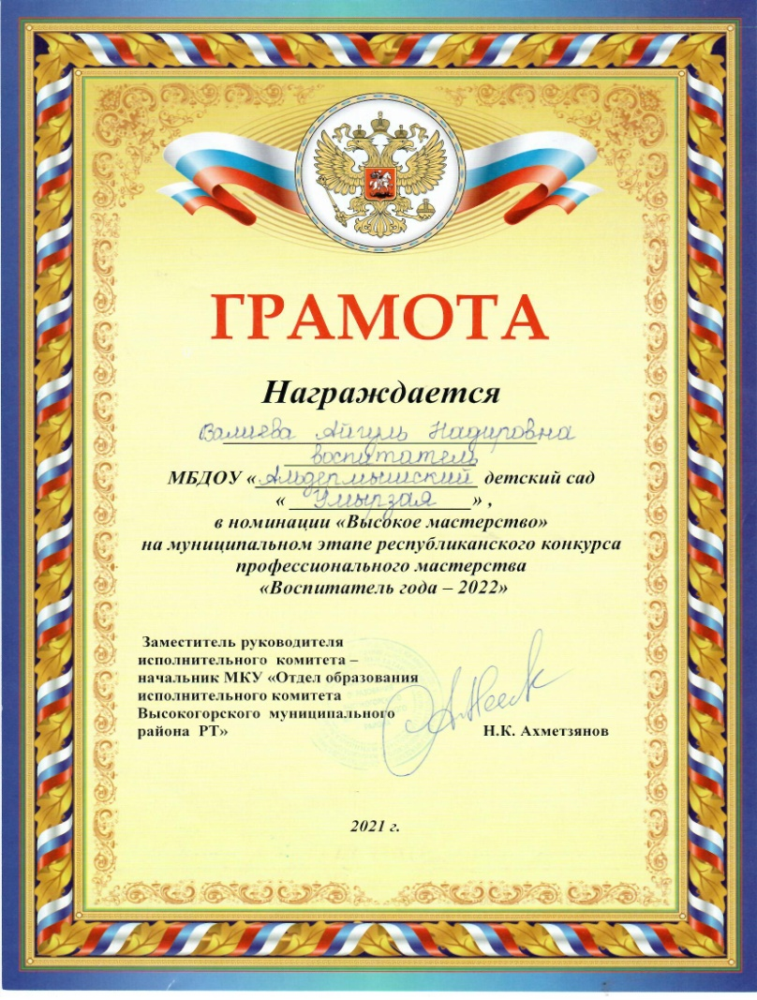 ГРАМОТА
Награждается
Валиева Айгуль Надировна
воспитатель
МБДОУ «Альдермышский детский сад
« Умырзая » ,
в номинации «Высокое мастерство»
на муниципальном этапе республиканского конкурса
профессионального мастерства
«Воспитатель года – 2022»
Заместитель руководителя
исполнительного комитета –
начальник МКУ «Отдел образования
исполнительного комитета
Высокогорского муниципального
района РТ»
Н.К. Ахметзянов
2021 г.